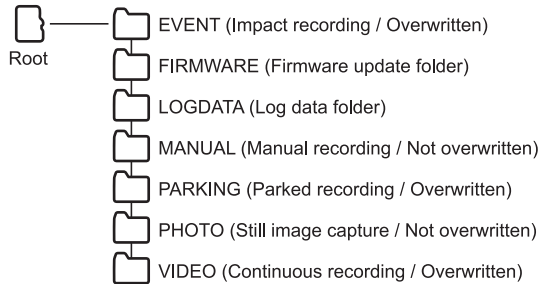 EVENT (Impact recording / Overwritten)
Root
FIRMWARE (Firmware update folder)
LOGDATA (Log data folder)
MANUAL (Manual recording / Not overwritten)
PARKING (Parked recording / Overwritten)
PHOTO (Still image capture / Not overwritten)
VIDEO (Continuous recording / Overwritten)